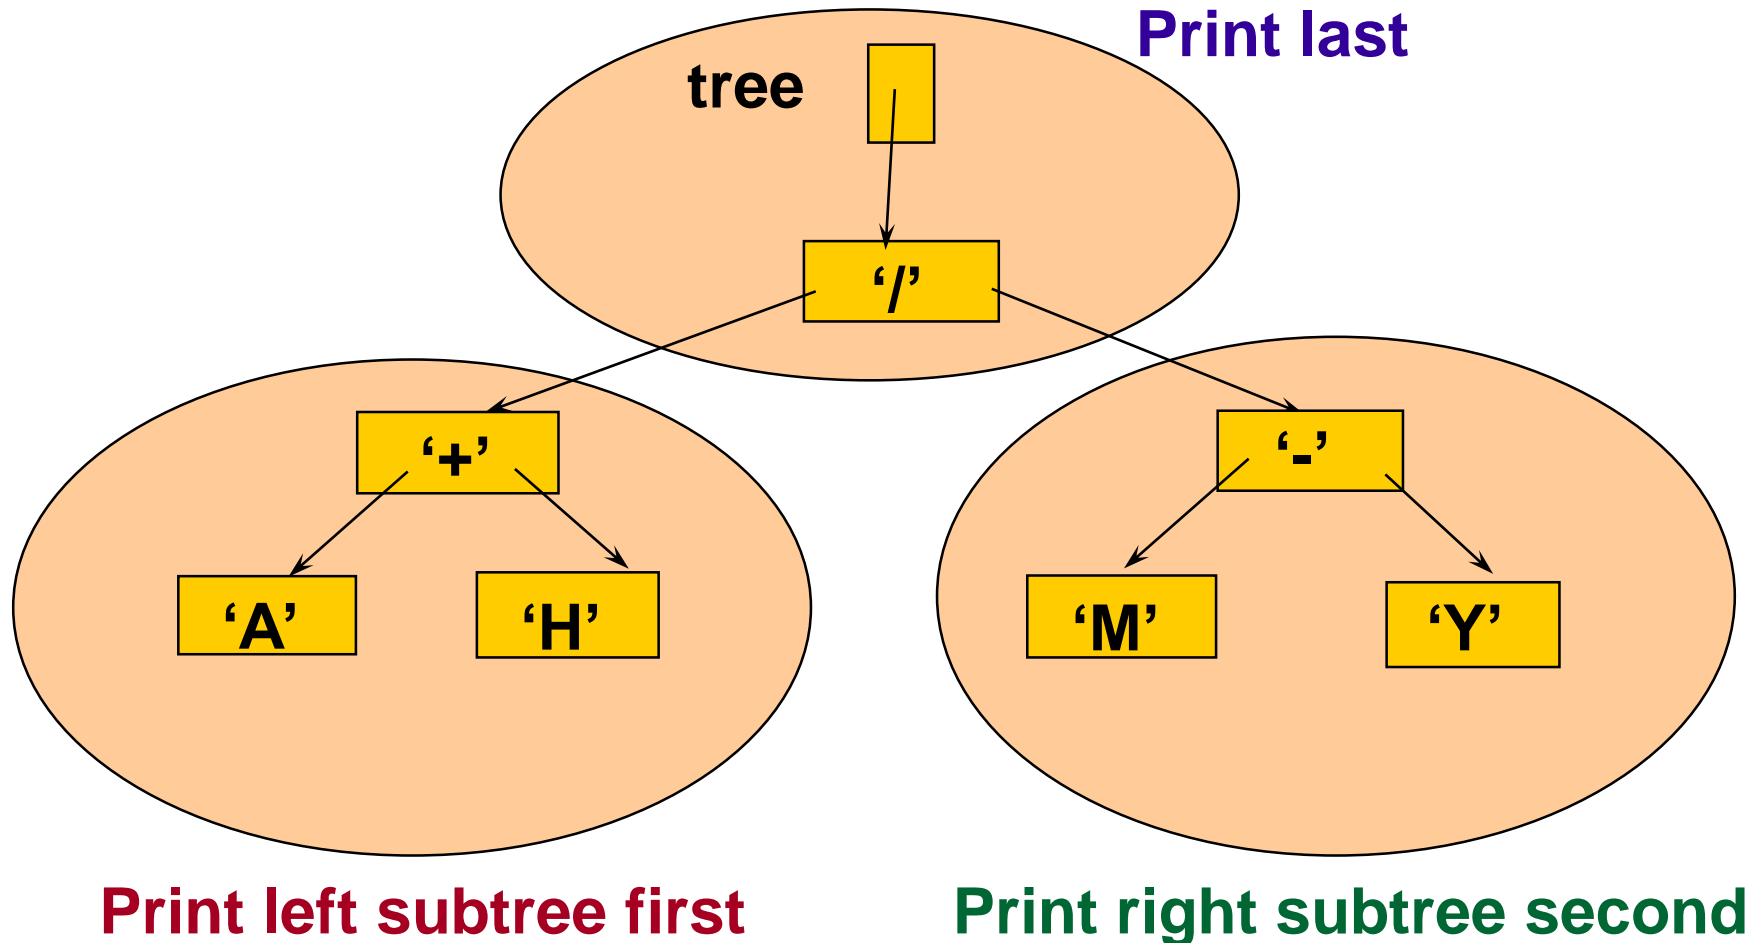 Print last
tree
‘/’
‘+’
‘-’
‘A’
‘H’
‘M’
‘Y’
Print left subtree first
Print right subtree second